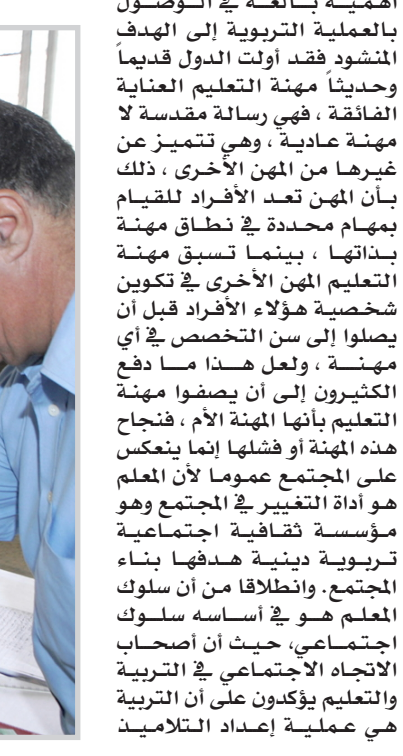 أهمية بالغة في الوصول
بالعملية التربوية إلى الهدف
المنشود فقد أولت الدول قديماً
وحديثاً مهنة التعليم العناية
الفائقة ، فهي رسالة مقدسة لا
مهنة عادية ، وهي تتميز عن
غيرها من المهن الأخرى ، ذلك
بأن المهن تعد الأفراد للقيام
بمهام محددة في نطاق مهنة
بذاتها ، بينما تسبق مهنة
التعليم المهن الأخرى في تكوين
شخصية هؤلاء الأفراد قبل أن
يصلوا إلى سن التخصص في أي
مهنة ، ولعل هذا ما دفع
الكثيرون إلى أن يصفوا مهنة
التعليم بأنها المهنة الأم ، فنجاح
هذه المهنة أو فشلها إنما ينعكس
على المجتمع عموما لأن المعلم
هو أداة التغيير في المجتمع وهو
مؤسسة ثقافية اجتماعية
تربوية دينية هدفها بناء
المجتمع. وانطلاقا من أن سلوك
المعلم هو في أساسه سلوك
اجتماعي، حيث أن أصحاب
الاتجاه الاجتماعي في التربية
والتعليم يؤكدون على أن التربية
هي عملية إعداد التلاميذ